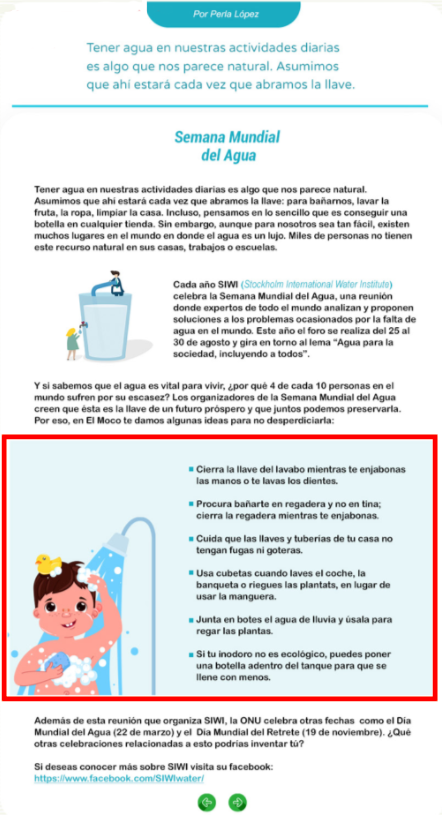 Por Perla López
Tener agua en nuestras actividades diarias
es algo que nos parece natural. Asumimos
que ahí estará cada vez que abramos la llave.
Semana Mundial
del Agua
Tener agua en nuestras actividades diarias es algo que nos parece natural.
Asumimos que ahí estará cada vez que abramos la llave: para bañarnos, lavar la
fruta, la ropa, limpiar la casa. Incluso, pensamos en lo sencillo que es conseguir una
botella en cualquier tienda. Sin embargo, aunque para nosotros sea tan fácil, existen
muchos lugares en el mundo en donde el agua es un lujo. Miles de personas no tienen
este recurso natural en sus casas, trabajos o escuelas.
Cada año SIWI (Stockholm International Water Institute)
celebra la Semana Mundial del Agua, una reunión
donde expertos de todo el mundo analizan y proponen
soluciones a los problemas ocasionados por la falta de
agua en el mundo. Este año el foro se realiza del 25 al
30 de agosto y gira en torno al lema "Agua para la
sociedad, incluyendo a todos".
Y si sabemos que el agua es vital para vivir, ¿por qué 4 de cada 10 personas en el
mundo sufren por su escasez? Los organizadores de la Semana Mundial del Agua
creen que ésta es la llave de un futuro próspero y que juntos podemos preservarla.
Por eso, en El Moco te damos algunas ideas para no desperdiciarla:
Cierra la llave del lavabo mientras te enjabonas
las manos o te lavas los dientes.
Procura bañarte en regadera y no en tina;
cierra la regadera mientras te enjabonas.
Cuida que las llaves y tuberías de tu casa no
tengan fugas ni goteras.
Usa cubetas cuando laves el coche, la
banqueta o riegues las plantats, en lugar de
usar la manguera.
Junta en botes el agua de lluvia y úsala para
regar las plantas.
Si tu inodoro no es ecológico, puedes poner
una botella adentro del tanque para que se
llene con menos.
Además de esta reunión que organiza SIWI, la ONU celebra otras fechas como el Día
Mundial del Agua (22 de marzo) y el Día Mundial del Retrete (19 de noviembre). ¿Qué
otras celebraciones relacionadas a esto podrías inventar tú?
Si deseas conocer más sobre SIWI visita su facebook:
https://www.facebook.com/SIWIwater/